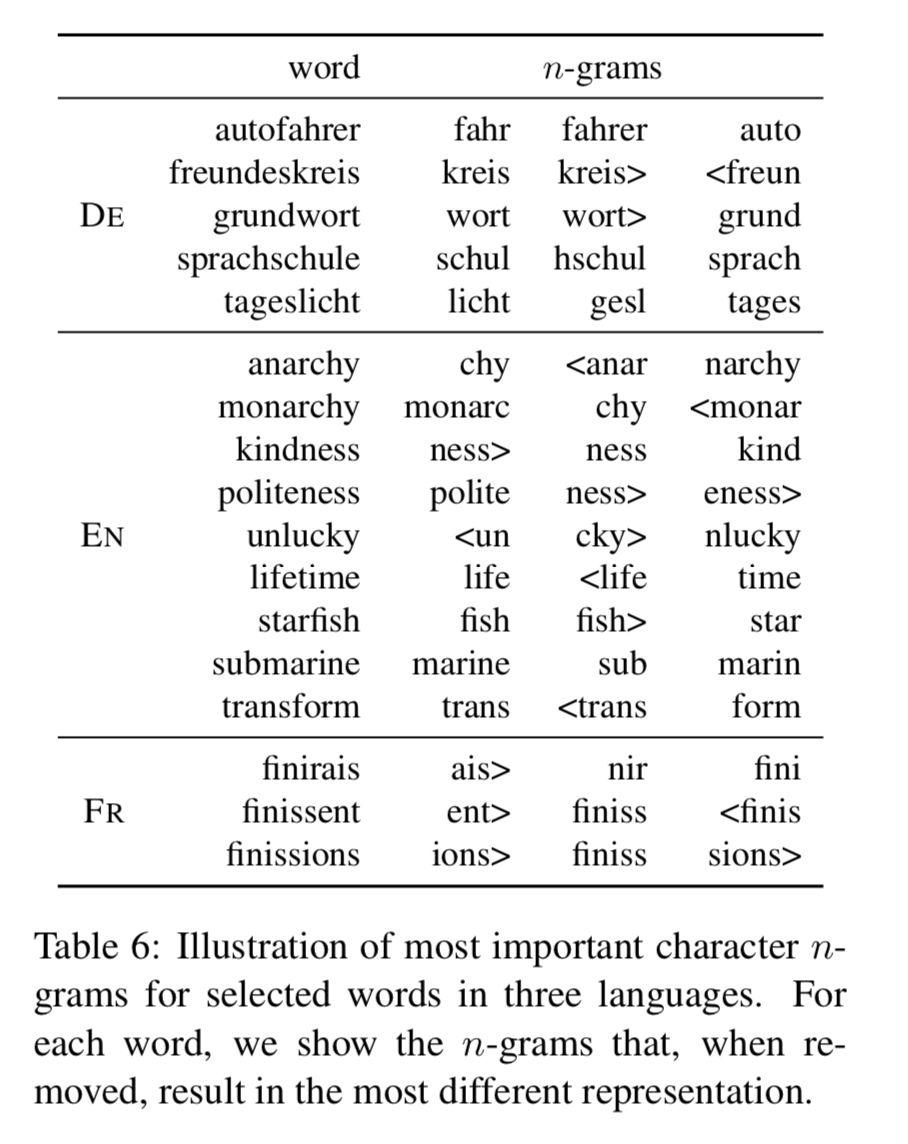 word n-grams
autofahrer fahr fahrer auto
freundeskreis kreis kreis> <freun
DE grundwort wort wort> grund
sprachschule schul hschul sprach
tageslicht licht gesl tages
anarchy chy <anar narchy
monarchy monarc chy <monar
kindness ness> ness kind
politeness polite ness> eness>
EN unlucky <un cky> nlucky
lifetime life <life time
starfish fish fish> star
submarine marine sub marin
transform trans <trans form
finirais ais> nir fini
FR finissent ent> finiss <finis
finissions ions> finiss sions>
Table 6: Illustration of most important character n-
grams for selected words in three languages. For
each word, we show the n-grams that, when re-
moved, result in the most different representation.